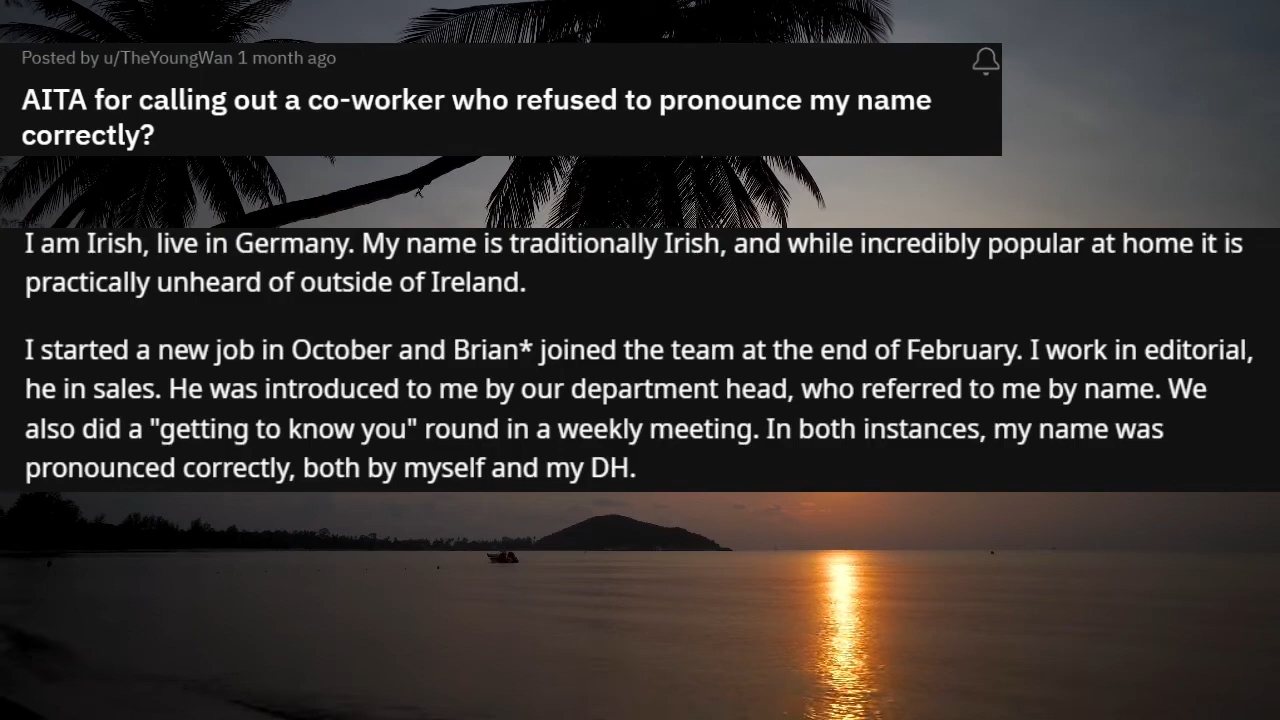 Posted by u/TheYoungWan 1 month ago
AITA for calling out a co-worker who refused to pronounce my name
correctly?
I am Irish, live in Germany. My name is traditionally Irish, and while incredibly popular at home it is
practically unheard of outside of Ireland.
I started a new job in October and Brian* joined the team at the end of February. I work in editorial,
he in sales. He was introduced to me by our department head, who referred to me by name. We
also did a "getting to know you" round in a weekly meeting. In both instances, my name was
pronounced correctly, both by myself and my DH.